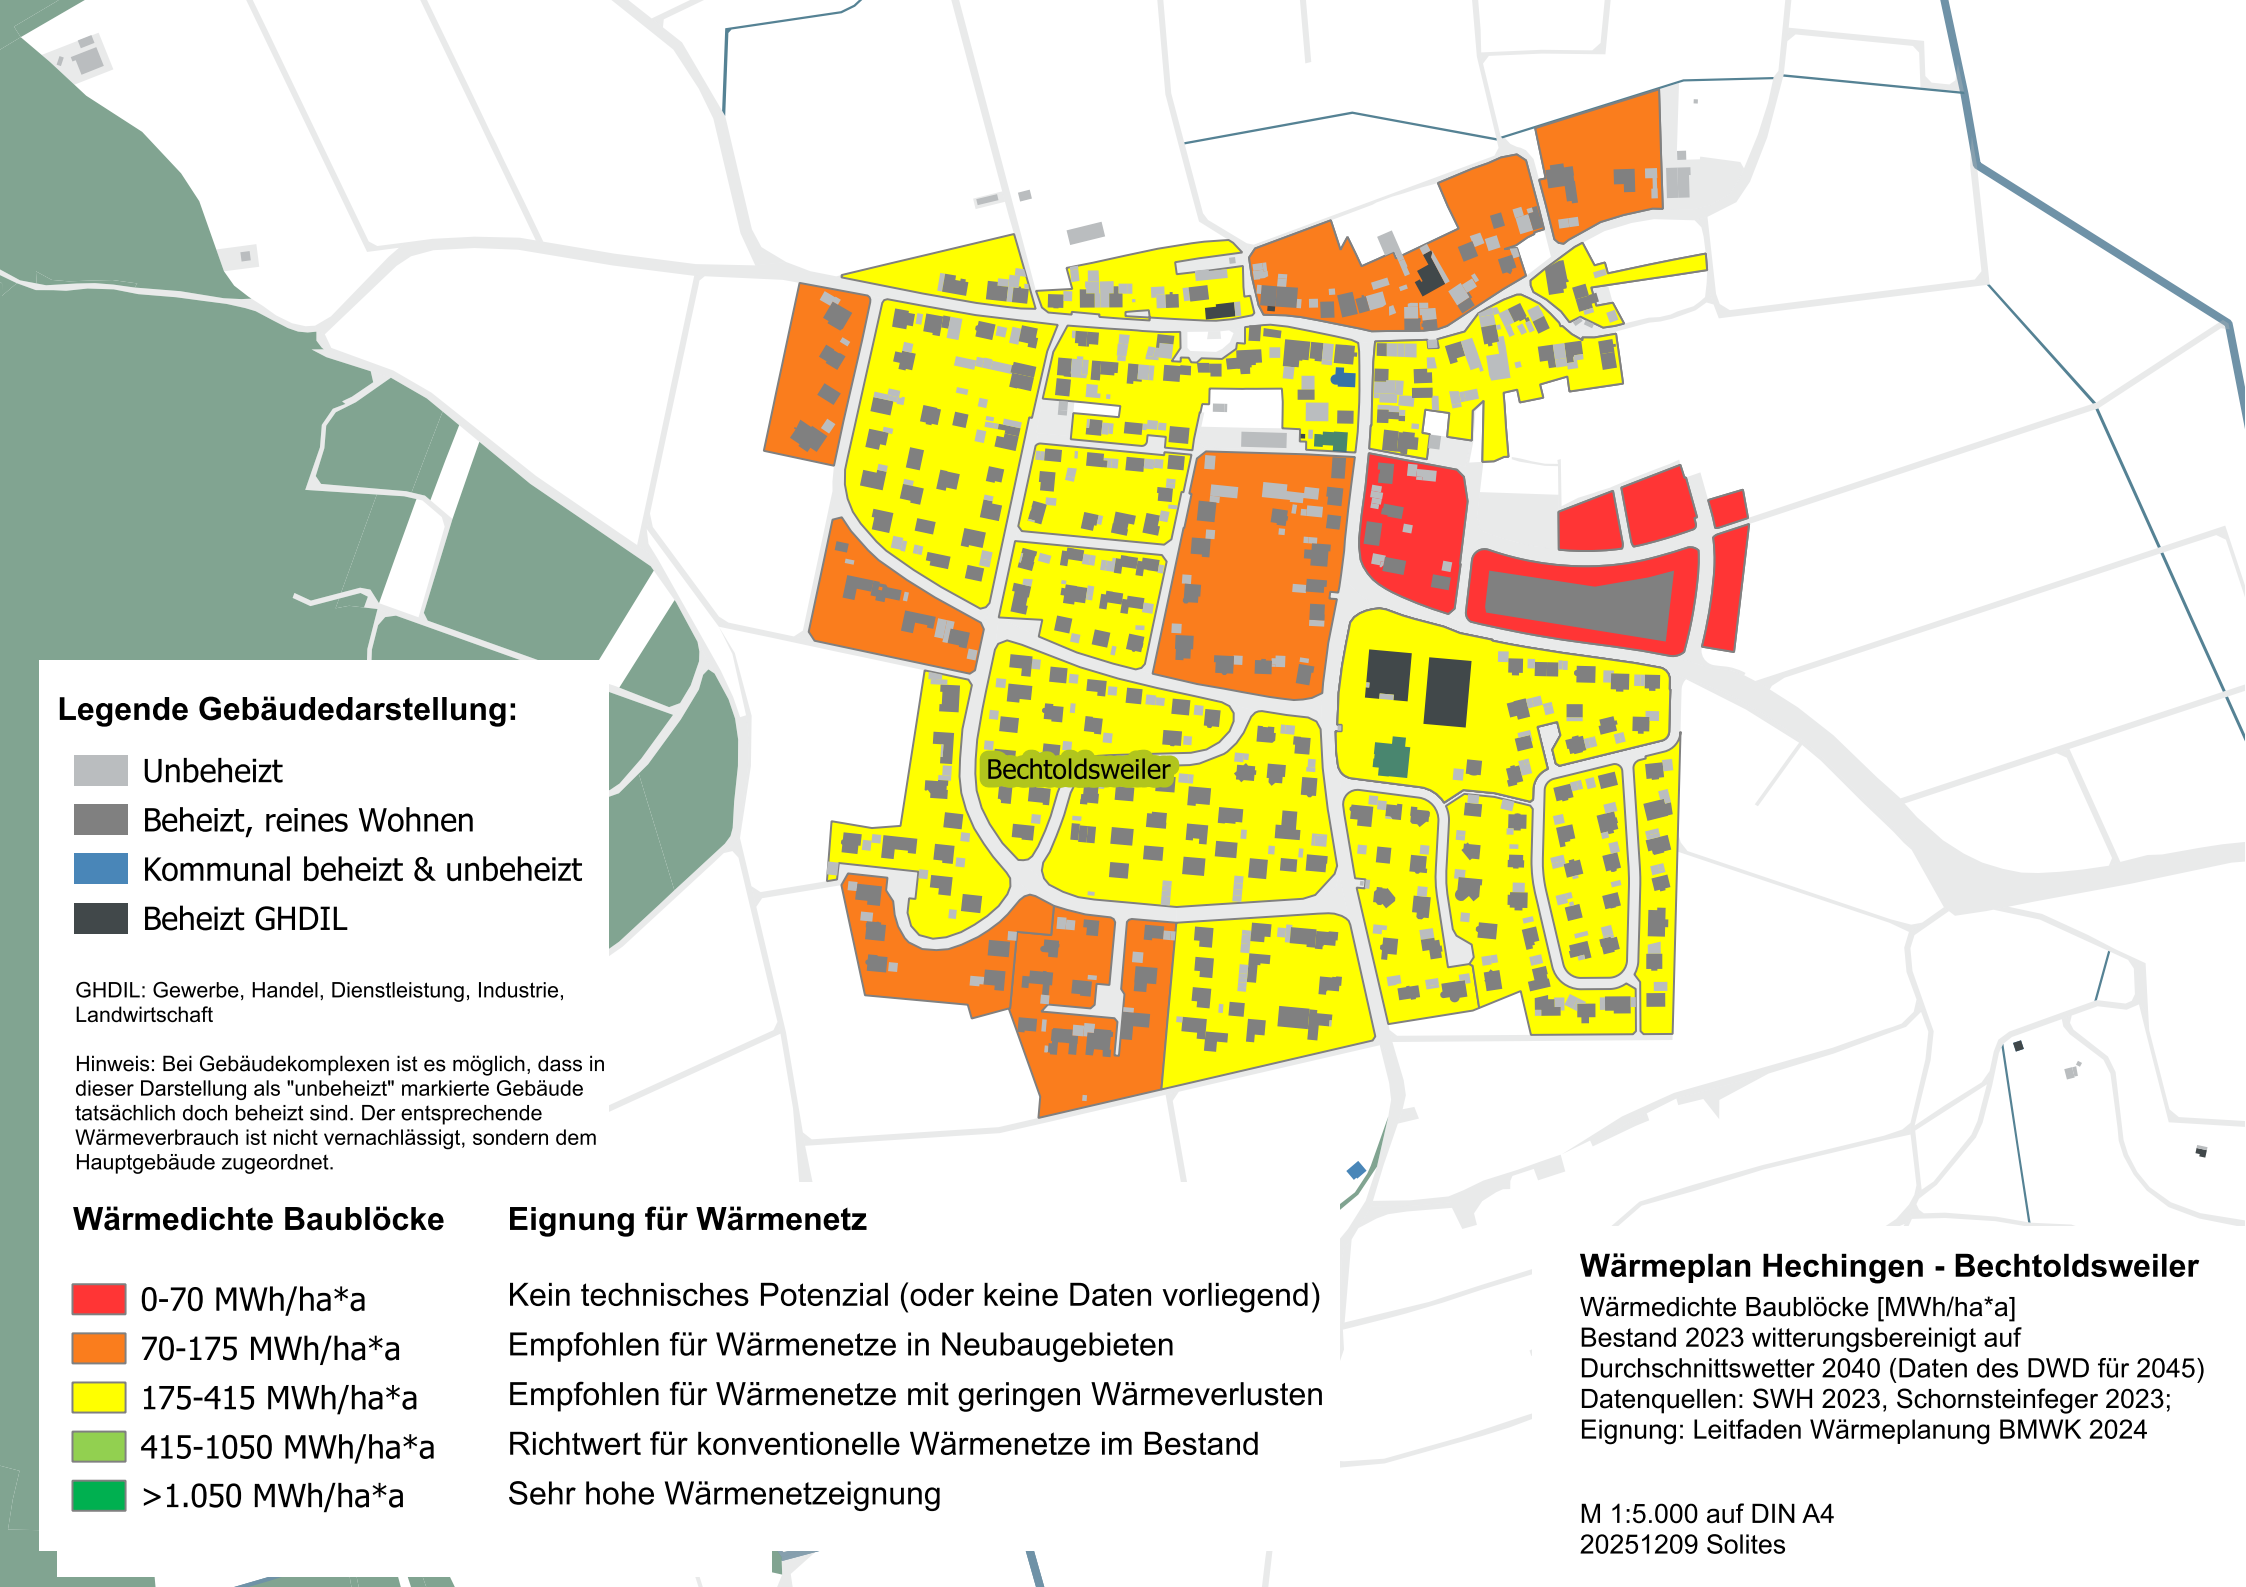 Bechtoldsweiler
Legende Gebäudedarstellung:
Unbeheizt
Beheizt, reines Wohnen
Kommunal beheizt & unbeheizt
Beheizt GHDIL
GHDIL: Gewerbe, Handel, Dienstleistung, Industrie,
Landwirtschaft
Hinweis: Bei Gebäudekomplexen ist es möglich, dass in
dieser Darstellung als "unbeheizt" markierte Gebäude
tatsächlich doch beheizt sind. Der entsprechende
Wärmeverbrauch ist nicht vernachlässigt, sondern dem
Hauptgebäude zugeordnet.
Wärmedichte Baublöcke Eignung für Wärmenetz
0-70 MWh/ha*a Kein technisches Potenzial (oder keine Daten vorliegend)
70-175 MWh/ha*a Empfohlen für Wärmenetze in Neubaugebieten
175-415 MWh/ha*a Empfohlen für Wärmenetze mit geringen Wärmeverlusten
415-1050 MWh/ha*a Richtwert für konventionelle Wärmenetze im Bestand
>1.050 MWh/ha*a Sehr hohe Wärmenetzeignung
Wärmeplan Hechingen - Bechtoldsweiler
Wärmedichte Baublöcke [MWh/ha*a]
Bestand 2023 witterungsbereinigt auf
Durchschnittswetter 2040 (Daten des DWD für 2045)
Datenquellen: SWH 2023, Schornsteinfeger 2023;
Eignung: Leitfaden Wärmeplanung BMWK 2024
M 1:5.000 auf DIN A4
20251209 Solites